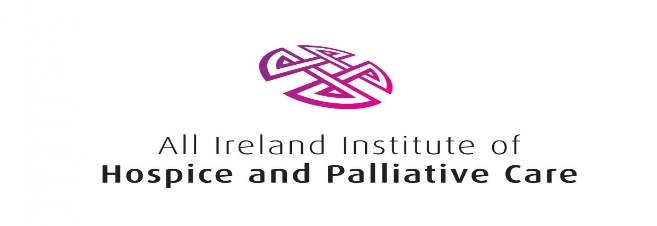 All Ireland Institute of
Hospice and Palliative Care